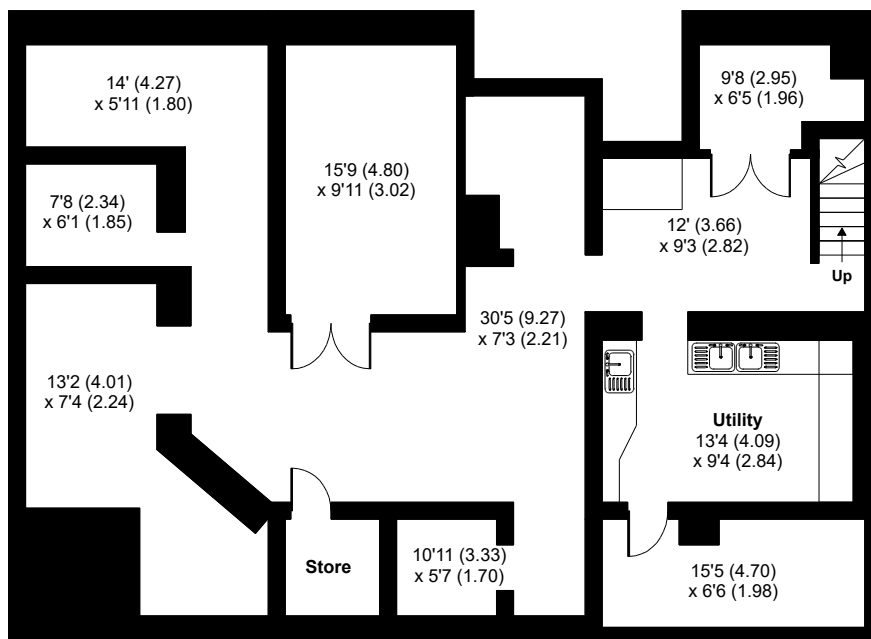 14' (4.27)
x 5'11 (1.80)
9'8 (2.95)
x 6'5 (1.96)
15'9 (4.80)
x 9'11 (3.02)
7'8 (2.34)
x 6'1 (1.85)
12' (3.66)
x 9'3 (2.82)
Up
30'5 (9.27)
x 7'3 (2.21)
13'2 (4.01)
x 7'4 (2.24)
Utility
13'4 (4.09)
x 9'4 (2.84)
Store
10'11 (3.33)
x 5'7 (1.70)
15'5 (4.70)
x 6'6 (1.98)